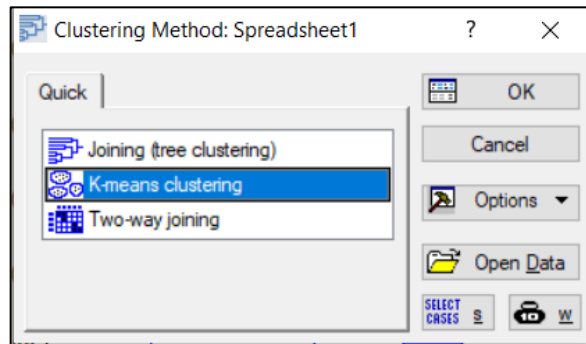 Clustering Method: Spreadsheet1 ?
Quick
Joining (tree clustering)
K-means clustering
Two-way joining
OK
Cancel
Options
Open Data
SELECT CASES S
W